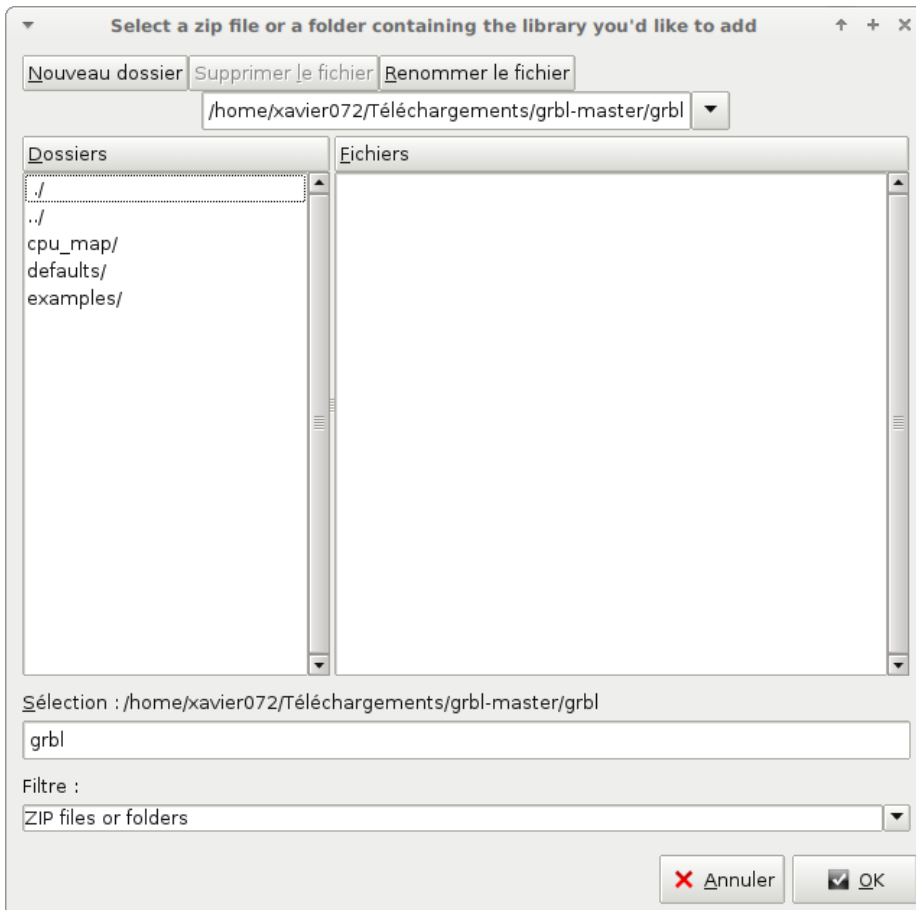 Select a zip file or a folder containing the library you'd like to add
Nouveau dossier Supprimer le fichier Renommer le fichier
/home/xavier072/Téléchargements/grbl-master/grbl
Dossiers Fichiers
./
../
cpu_map/
defaults/
examples/
Sélection : /home/xavier072/Téléchargements/grbl-master/grbl
grbl
Filtre :
ZIP files or folders
Annuler OK